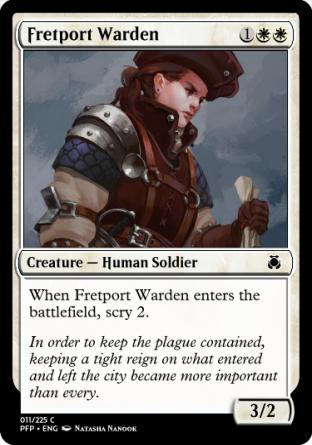 Fretport Warden 1
Creature — Human Soldier
When Fretport Warden enters the
battlefield, scry 2.
In order to keep the plague contained,
keeping a tight reign on what entered
and left the city became more important
than every.
3/2
011/225 C
PFP • ENG Natasha Nanook